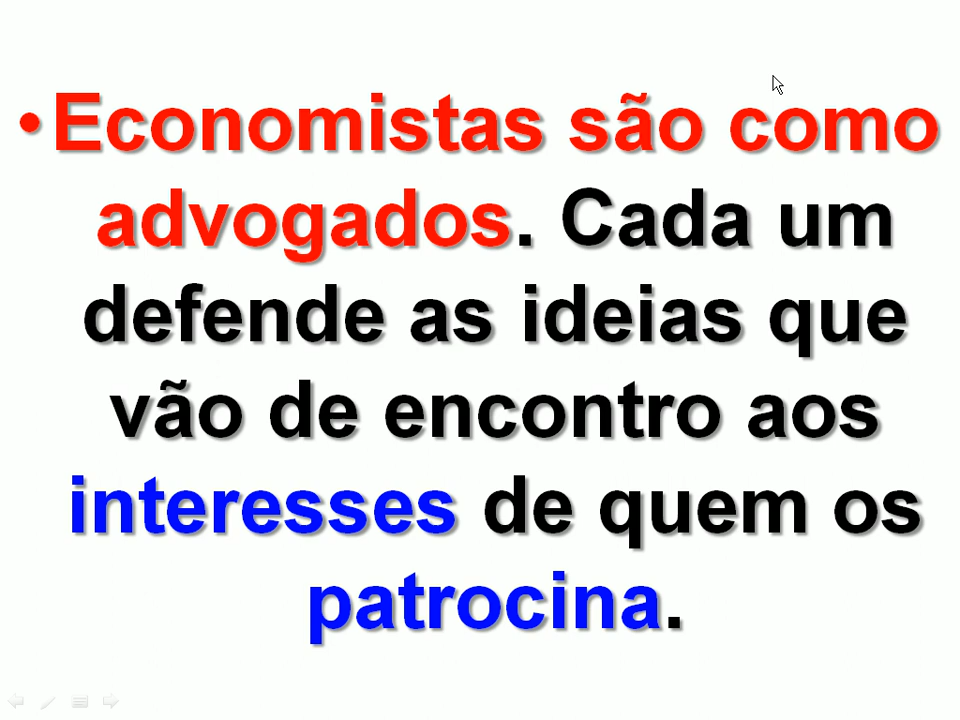 •Economistas são como
advogados. Cada um
defende as ideias que
vão de encontro aos
interesses de quem os
patrocina.